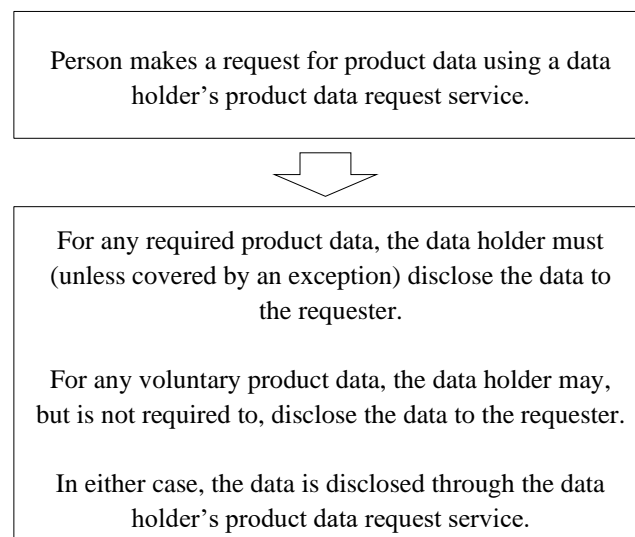 Person makes a request for product data using a data
holder’s product data request service.
For any required product data, the data holder must
(unless covered by an exception) disclose the data to
the requester.
For any voluntary product data, the data holder may,
but is not required to, disclose the data to the requester.
In either case, the data is disclosed through the data
holder’s product data request service.